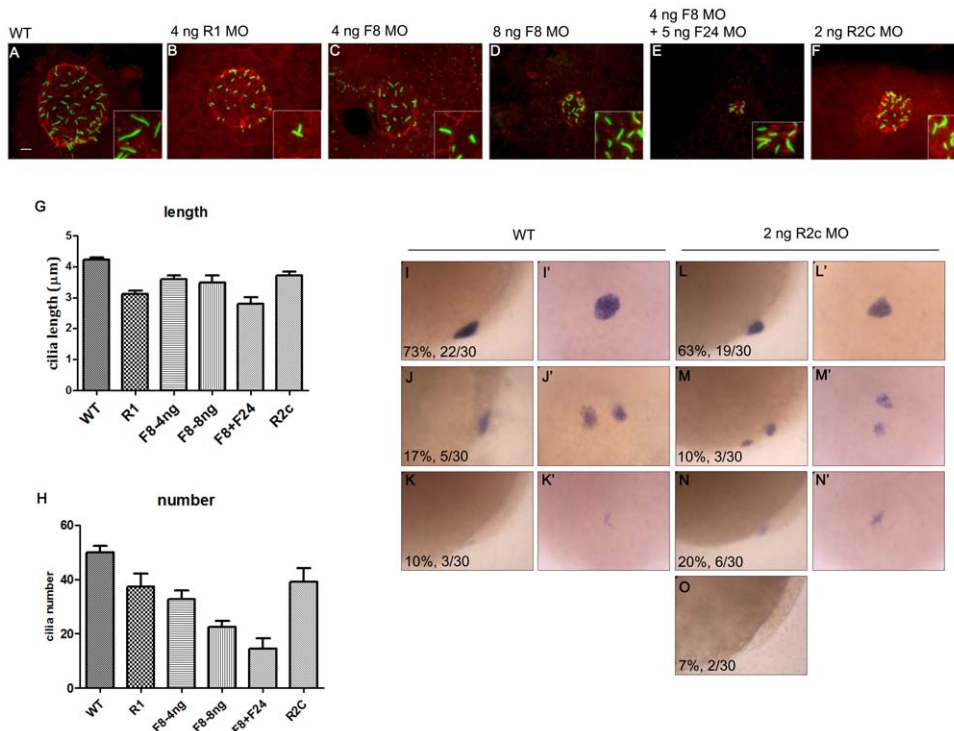 WT
4 ng R1 MO
4 ng F8 MO
8 ng F8 MO
4 ng F8 MO
+ 5 ng F24 MO
2 ng R2C MO
A
B
C
D
E
F
G
length
cilia length (µm)
5
4
3
2
1
0
WT
R1
F8-4ng
F8-8ng
F8+F24
R2c
H
number
cilia number
60
40
20
0
WT
R1
F8-4ng
F8-8ng
F8+F24
R2C
WT
2 ng R2c MO
I
73%, 22/30
I'
L
63%, 19/30
L'
J
17%, 5/30
J'
M
10%, 3/30
M'
K
10%, 3/30
K'
N
20%, 6/30
N'
O
7%, 2/30